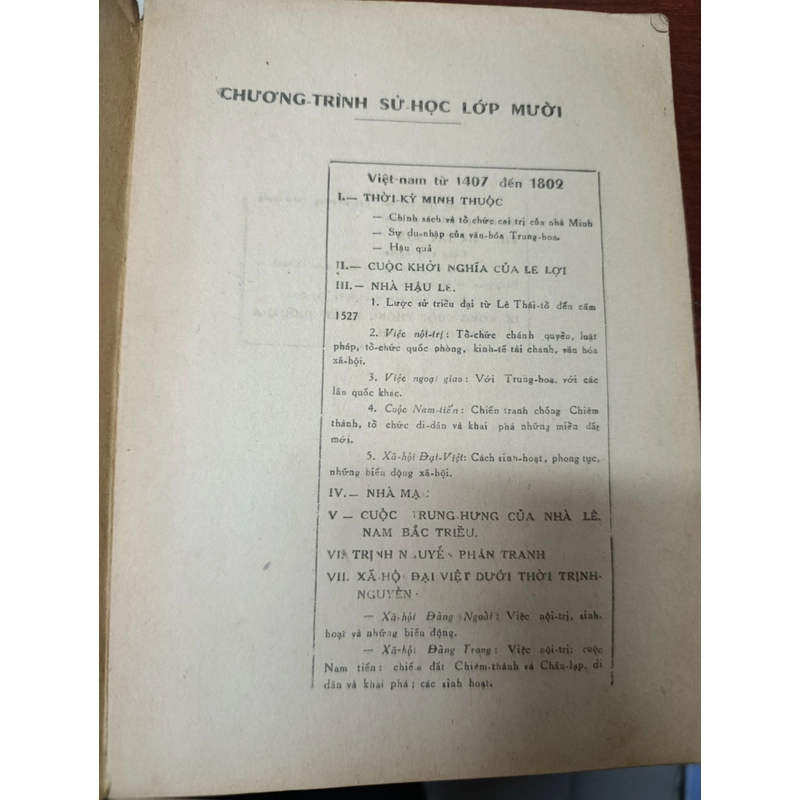 CHƯƠNG-TRÌNH SỬ-HỌC LỚP MƯỜI
Việt-nam từ 1407 đến 1802
I.— THỜI-KỲ MINH THUỘC
— Chính sách và tổ chức cai trị của nhà Minh
— Sự du-nhập của văn-hóa Trung-hoa.
— Hậu quả
II.— CUỘC KHỞI NGHĨA CỦA LÊ LỢI
III.— NHÀ HẬU LÊ.
1. Lược sử triều đại từ Lê Thái-tổ đến năm
1527
2. Việc nội-trị : Tổ-chức chánh quyền, luật
pháp, tổ-chức quốc phòng, kinh-tế tài chánh, văn hóa
xã-hội.
3. Việc ngoại giao : Với Trung-hoa, với các
lân quốc khác.
4. Cuộc Nam-tiến : Chiến tranh chống Chiêm
thành, tổ chức di-dân và khai phá những miền đất
mới.
5. Xã-hội Đại-Việt : Cách sinh-hoạt, phong tục,
những biến động xã-hội.
IV.— NHÀ MẠC
V — CUỘC TRUNG-HƯNG CỦA NHÀ LÊ.
NAM BẮC TRIỀU.
VI= TRỊNH NGUYỄN PHÂN TRANH
VII. XÃ-HỘI ĐẠI VIỆT DƯỚI THỜI TRỊNH-
NGUYỄN
— Xã-hội Đàng Ngoài : Việc nội-trị, sinh-
hoạt và những biến động.
— Xã-hội Đàng Trong : Việc nội-trị; cuộc
Nam tiến : chiếm đất Chiêm-thành và Chân-lạp, di
dân và khai phá ; các sinh hoạt.